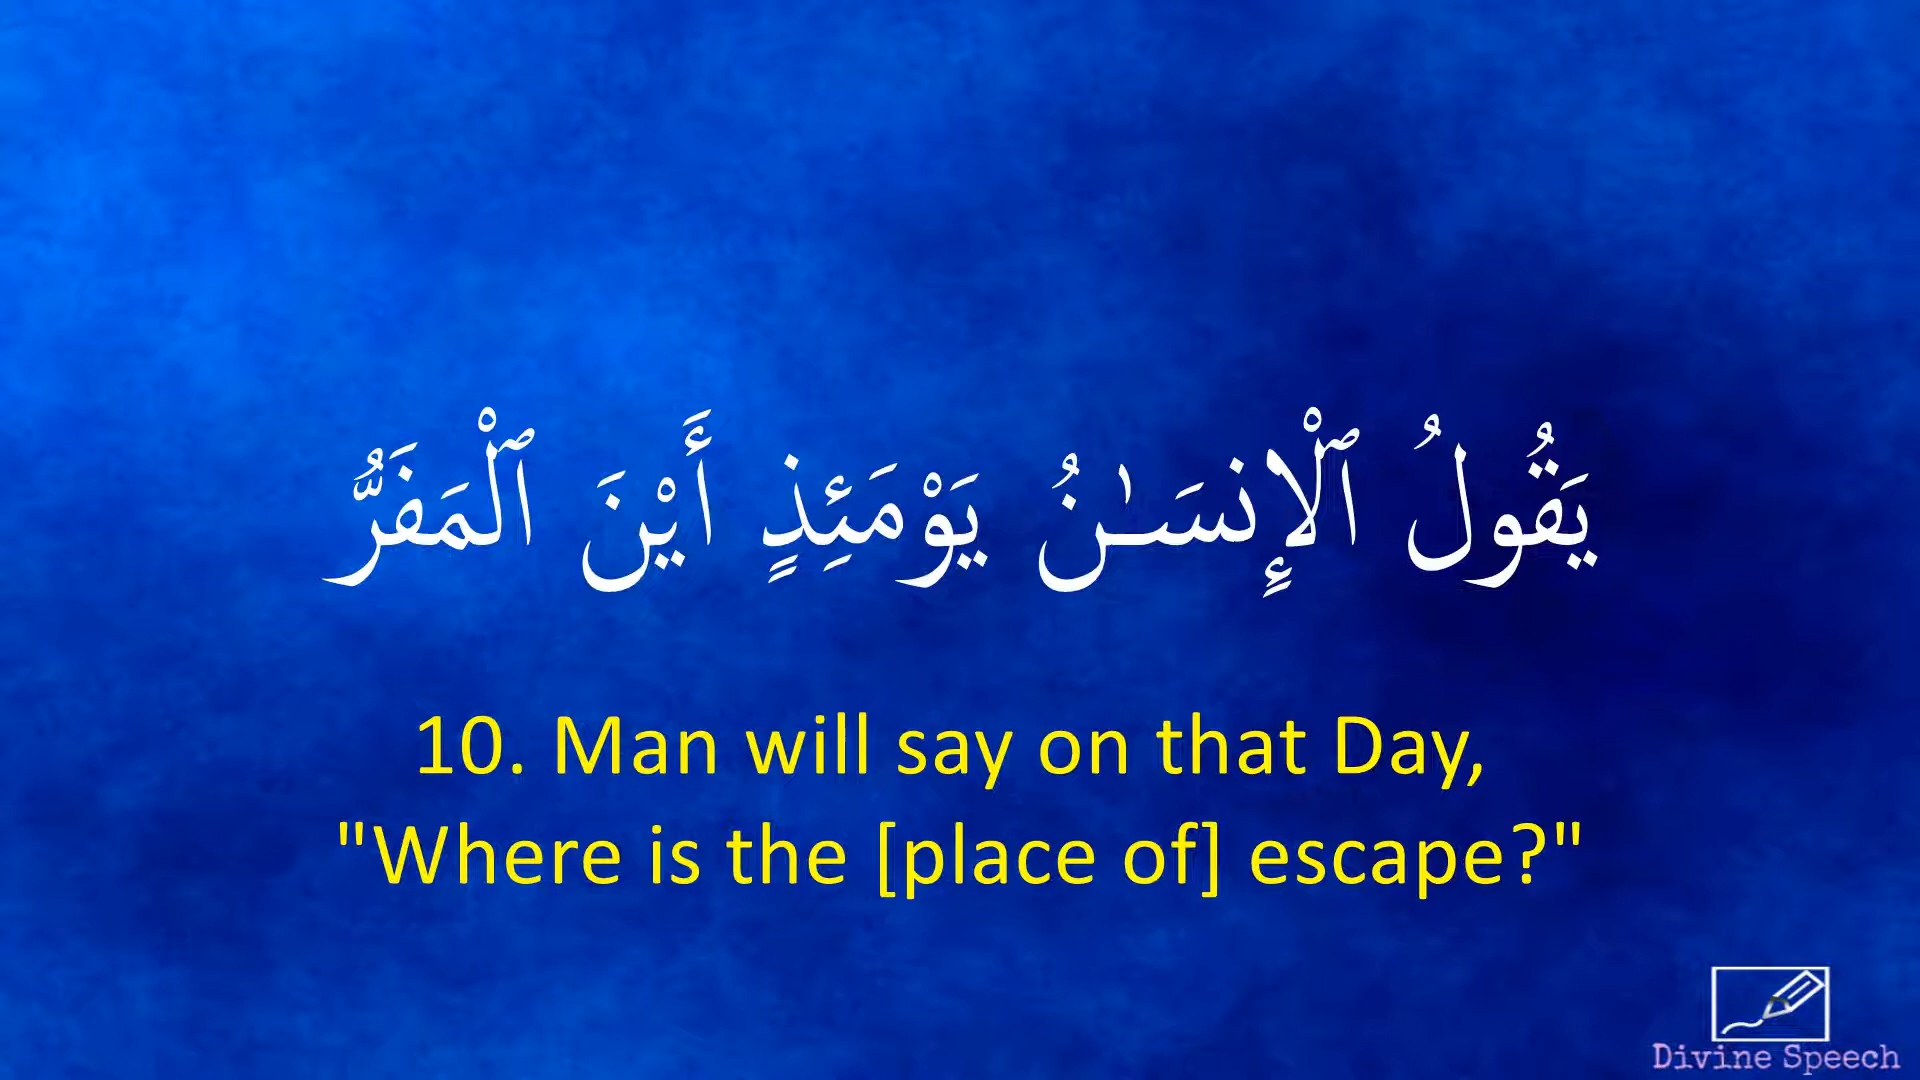 يَقُولُ ٱلْإِنسَـٰنُ يَوْمَئِذٍ أَيْنَ ٱلْمَفَرُّ
10. Man will say on that Day,
"Where is the [place of] escape?"
Divine Speech